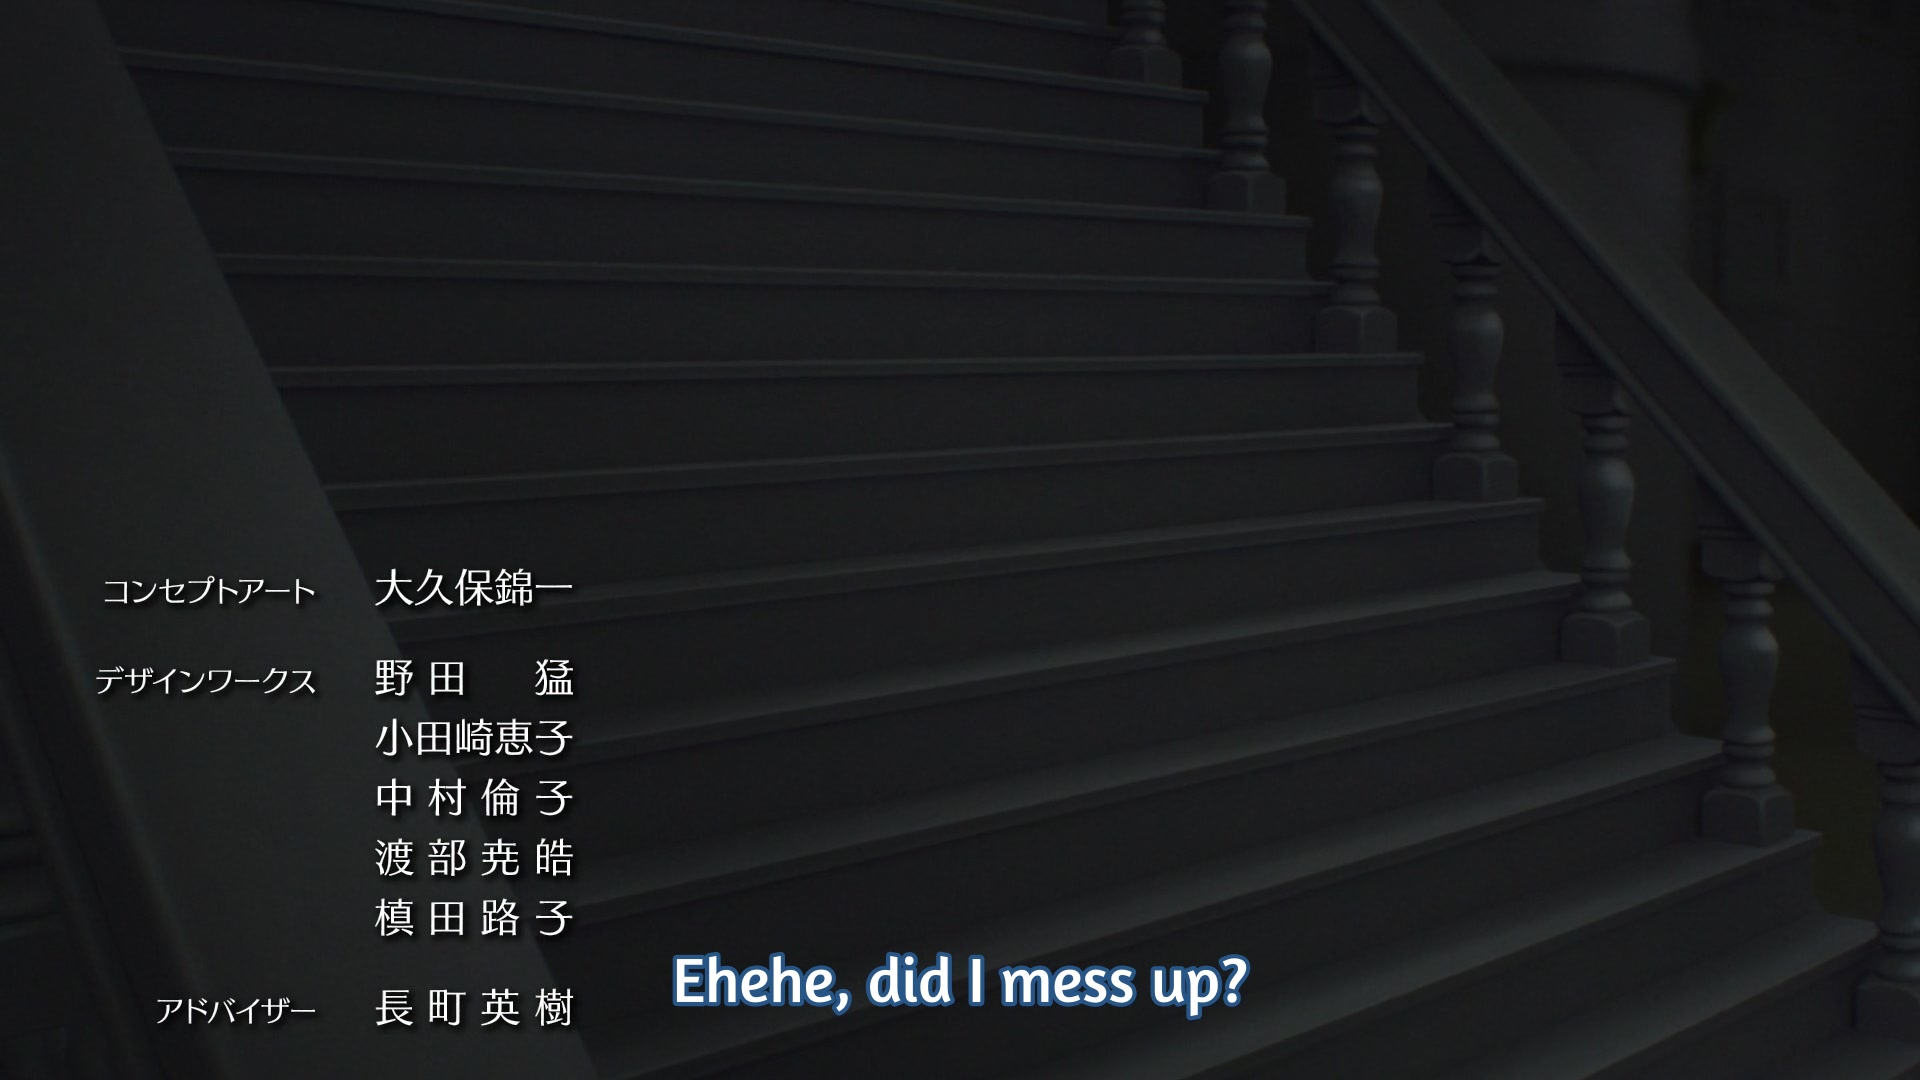 コンセプトアート 大久保錦一
デザインワークス 野田 猛
小田崎恵子
中村倫子
渡部尭皓
槙田路子
アドバイザー 長町英樹
Ehehe, did I mess up?